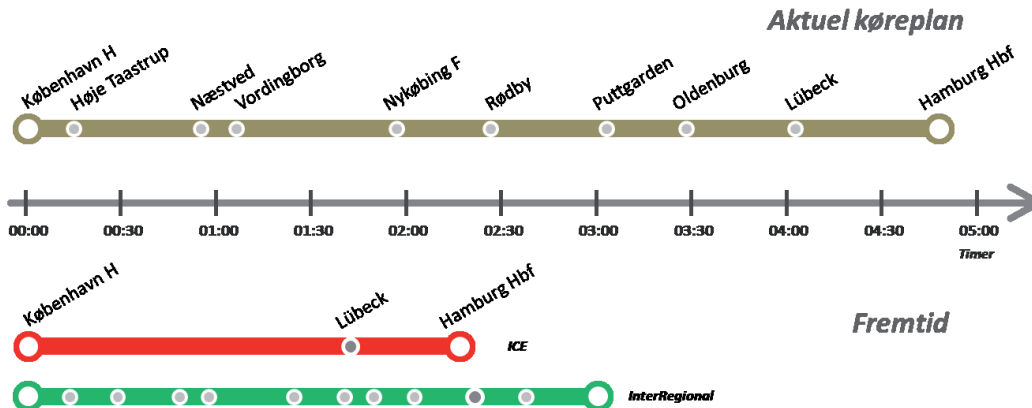 Aktuel køreplan
København H
Høje Taastrup
Næstved
Vordingborg
Nykøbing F
Rødby
Puttgarden
Oldenburg
Lübeck
Hamburg Hbf
00:00 00:30 01:00 01:30 02:00 02:30 03:00 03:30 04:00 04:30 05:00
Timer
København H
Lübeck
Hamburg Hbf
Fremtid
ICE
InterRegional